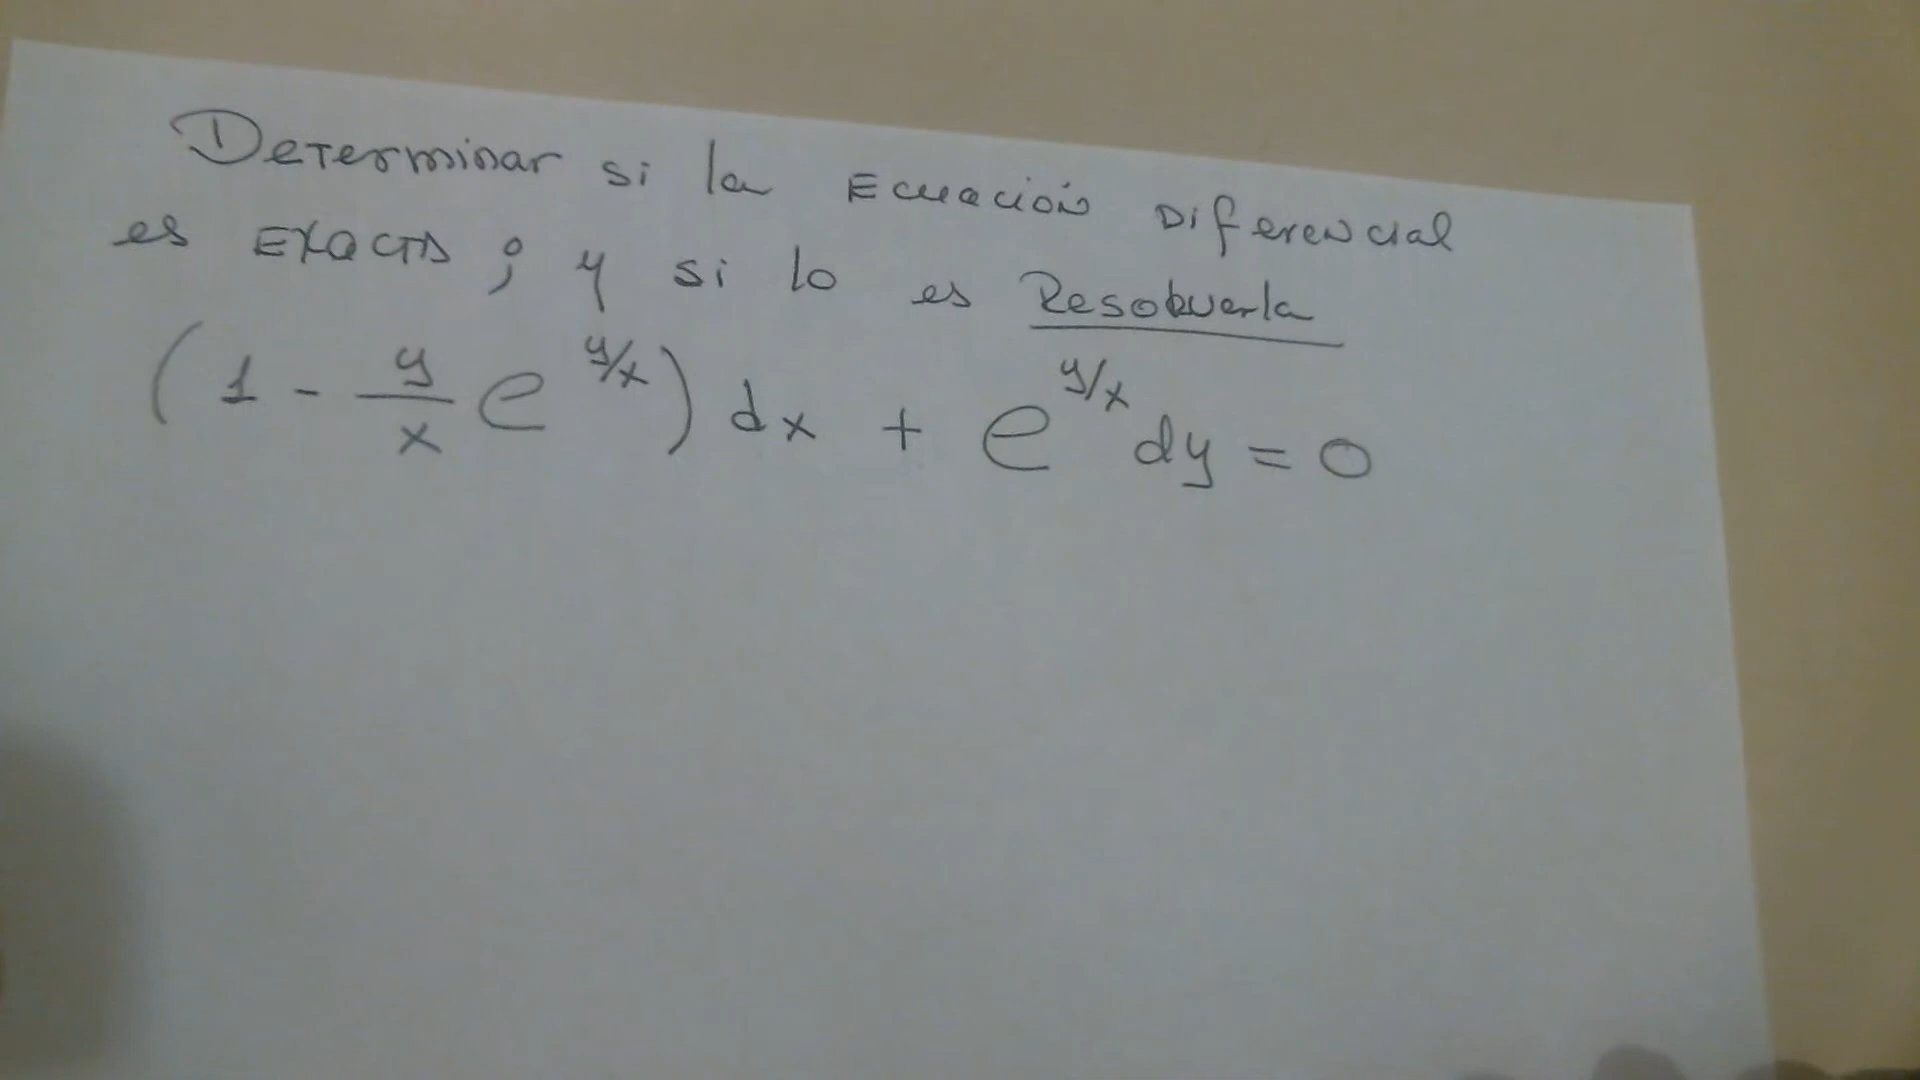 Determinar si la Ecuación Diferencial
es Exacta ; y si lo es Resolverla
(1 - y/x e^{y/x}) dx + e^{y/x} dy = 0